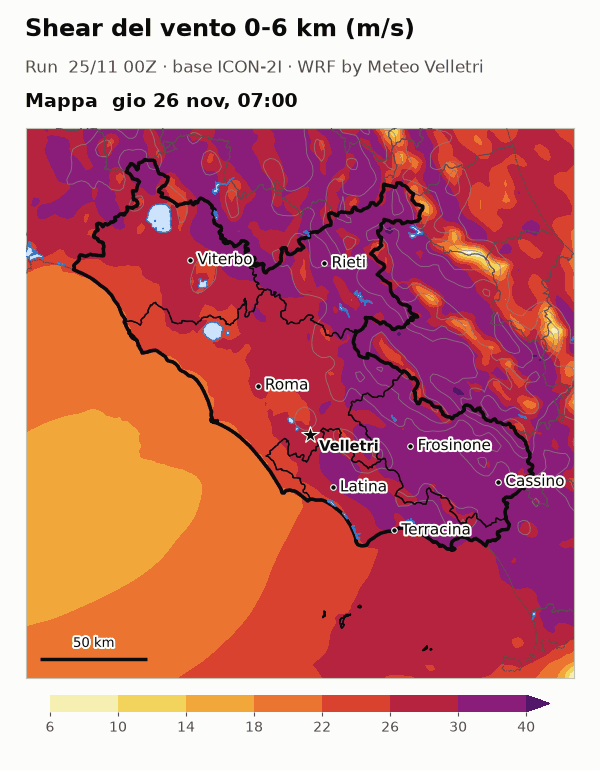 Shear del vento 0-6 km (m/s)
Run  25/11 00Z · base ICON-2I · WRF by Meteo Velletri
Mappa  gio 26 nov, 07:00
Viterbo
Rieti
Roma
Velletri
Frosinone
Cassino
Latina
Terracina
50 km
6 10 14 18 22 26 30 40